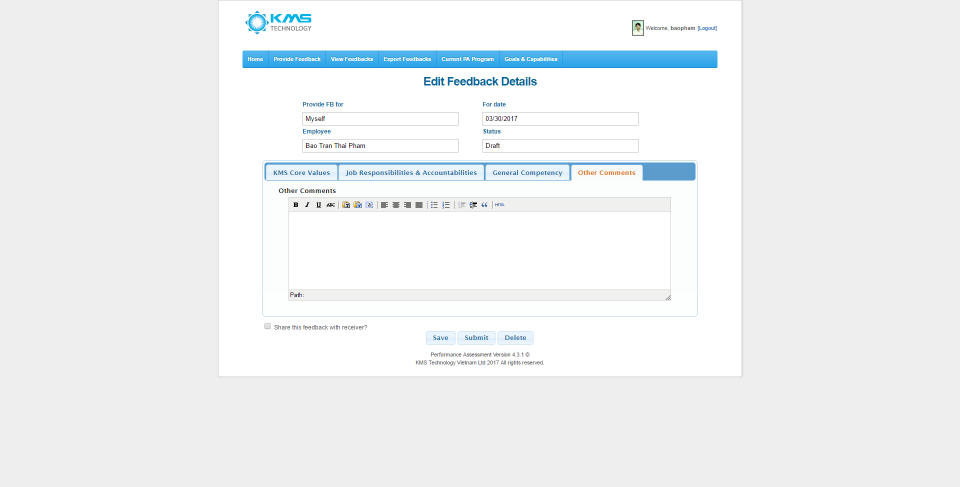 KMS
TECHNOLOGY
Welcome, baopham [Logout]
Home Provide Feedback View Feedbacks Export Feedbacks Current PA Program Goals & Capabilities
Edit Feedback Details
Provide FB for For date
Myself 03/30/2017
Employee Status
Bao Tran Thai Pham Draft
KMS Core Values Job Responsibilities & Accountabilities General Competency Other Comments
Other Comments
B I U ABC HTML
Path:
Share this feedback with receiver?
Save Submit Delete
Performance Assessment Version 4.3.1 ©
KMS Technology Vietnam Ltd 2017 All rights reserved.